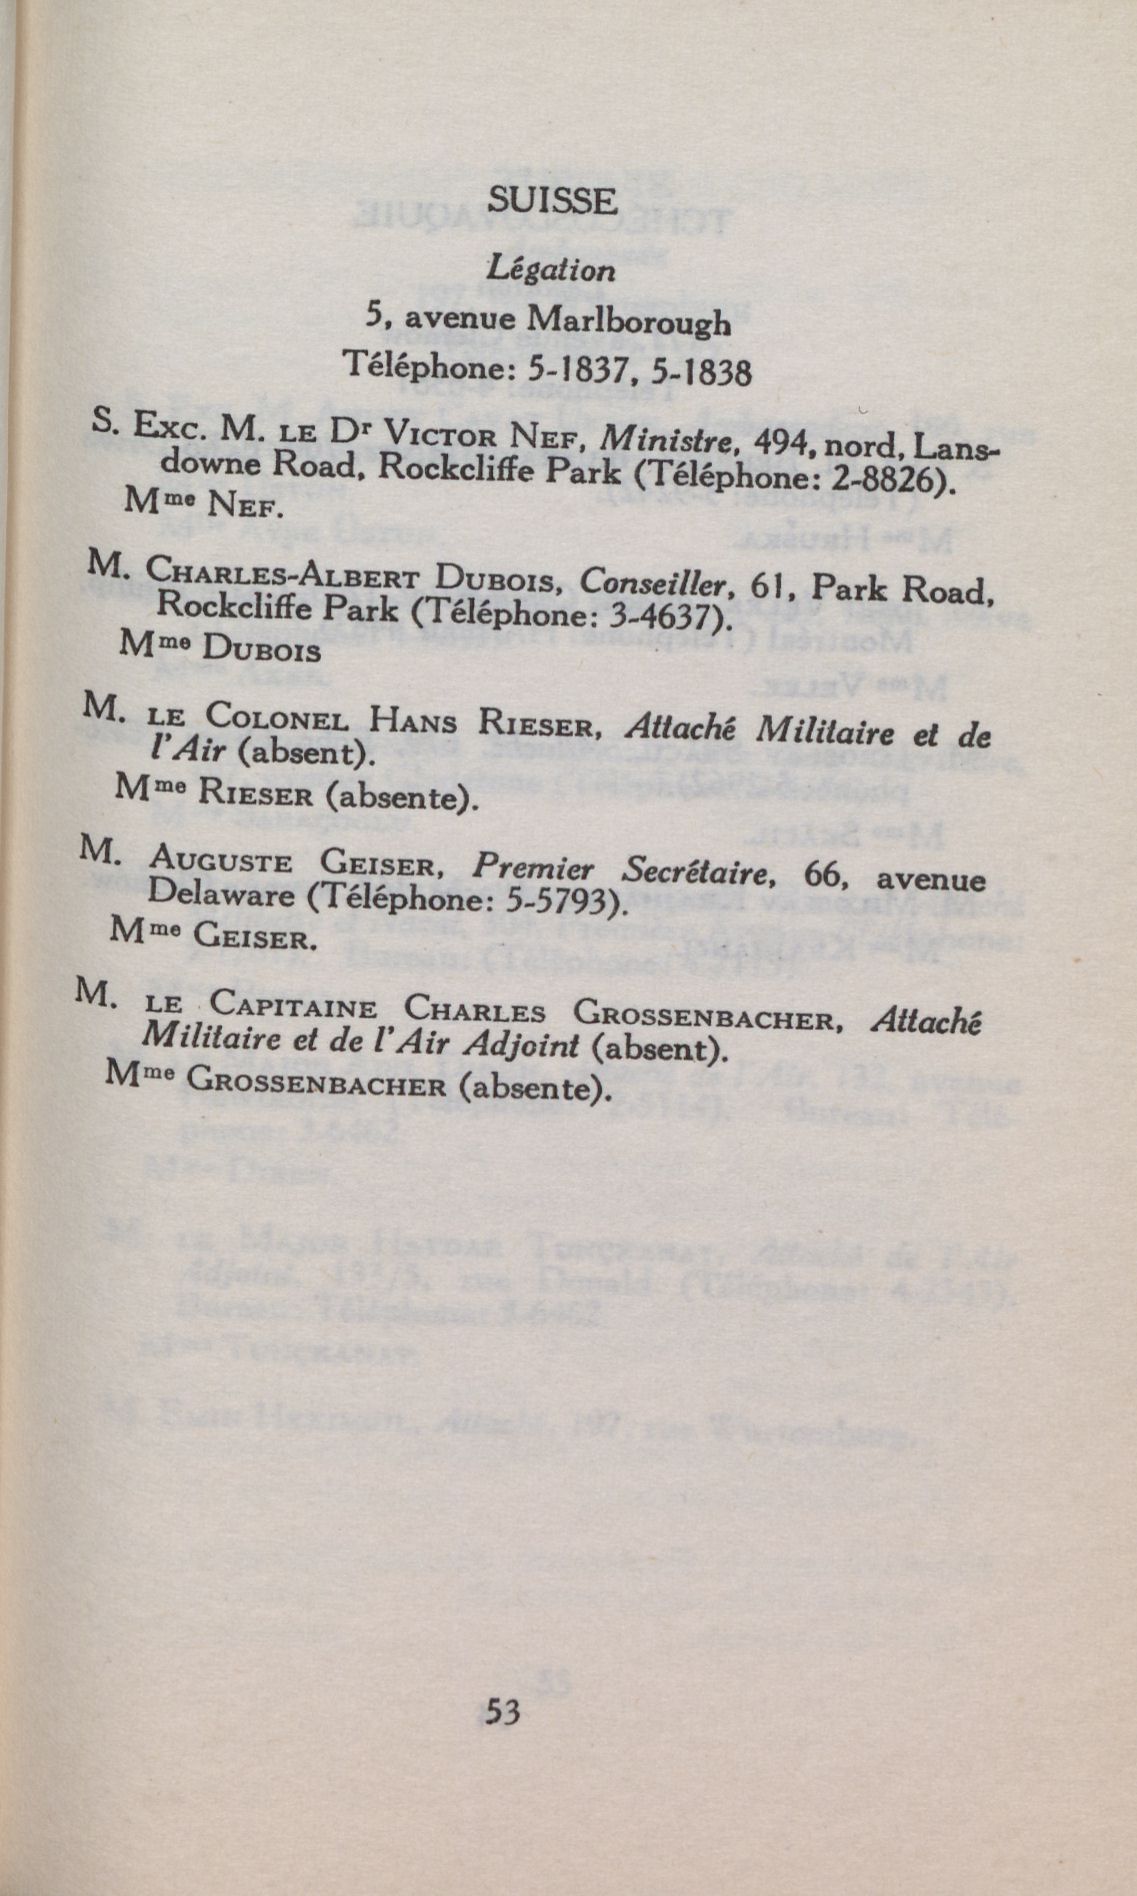 SUISSE
Légation
5, avenue Marlborough
Téléphone: 5-1837, 5-1838
S. Exc. M. le Dr Victor Nef, Ministre, 494, nord, Lans-
downe Road, Rockcliffe Park (Téléphone: 2-8826).
Mme Nef.
M. Charles-Albert Dubois, Conseiller, 61, Park Road,
Rockcliffe Park (Téléphone: 3-4637).
Mme Dubois
M. le Colonel Hans Rieser, Attaché Militaire et de
l'Air (absent).
Mme Rieser (absente).
M. Auguste Geiser, Premier Secrétaire, 66, avenue
Delaware (Téléphone: 5-5793).
Mme Geiser.
M. le Capitaine Charles Grossenbacher, Attaché
Militaire et de l'Air Adjoint (absent).
Mme Grossenbacher (absente).
53